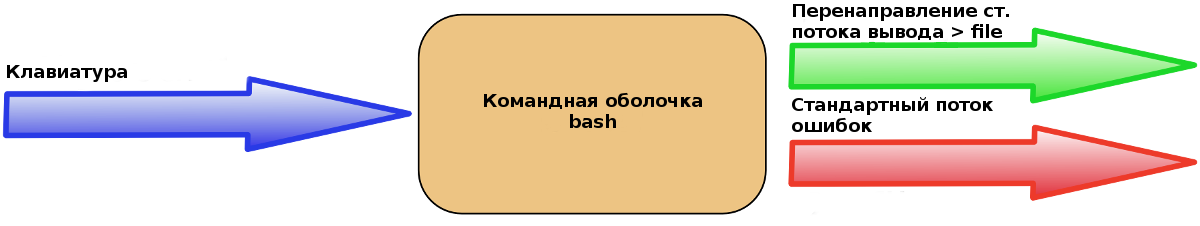 Клавиатура
Командная оболочка
bash
Перенаправление ст.
потока вывода > file
Стандартный поток
ошибок